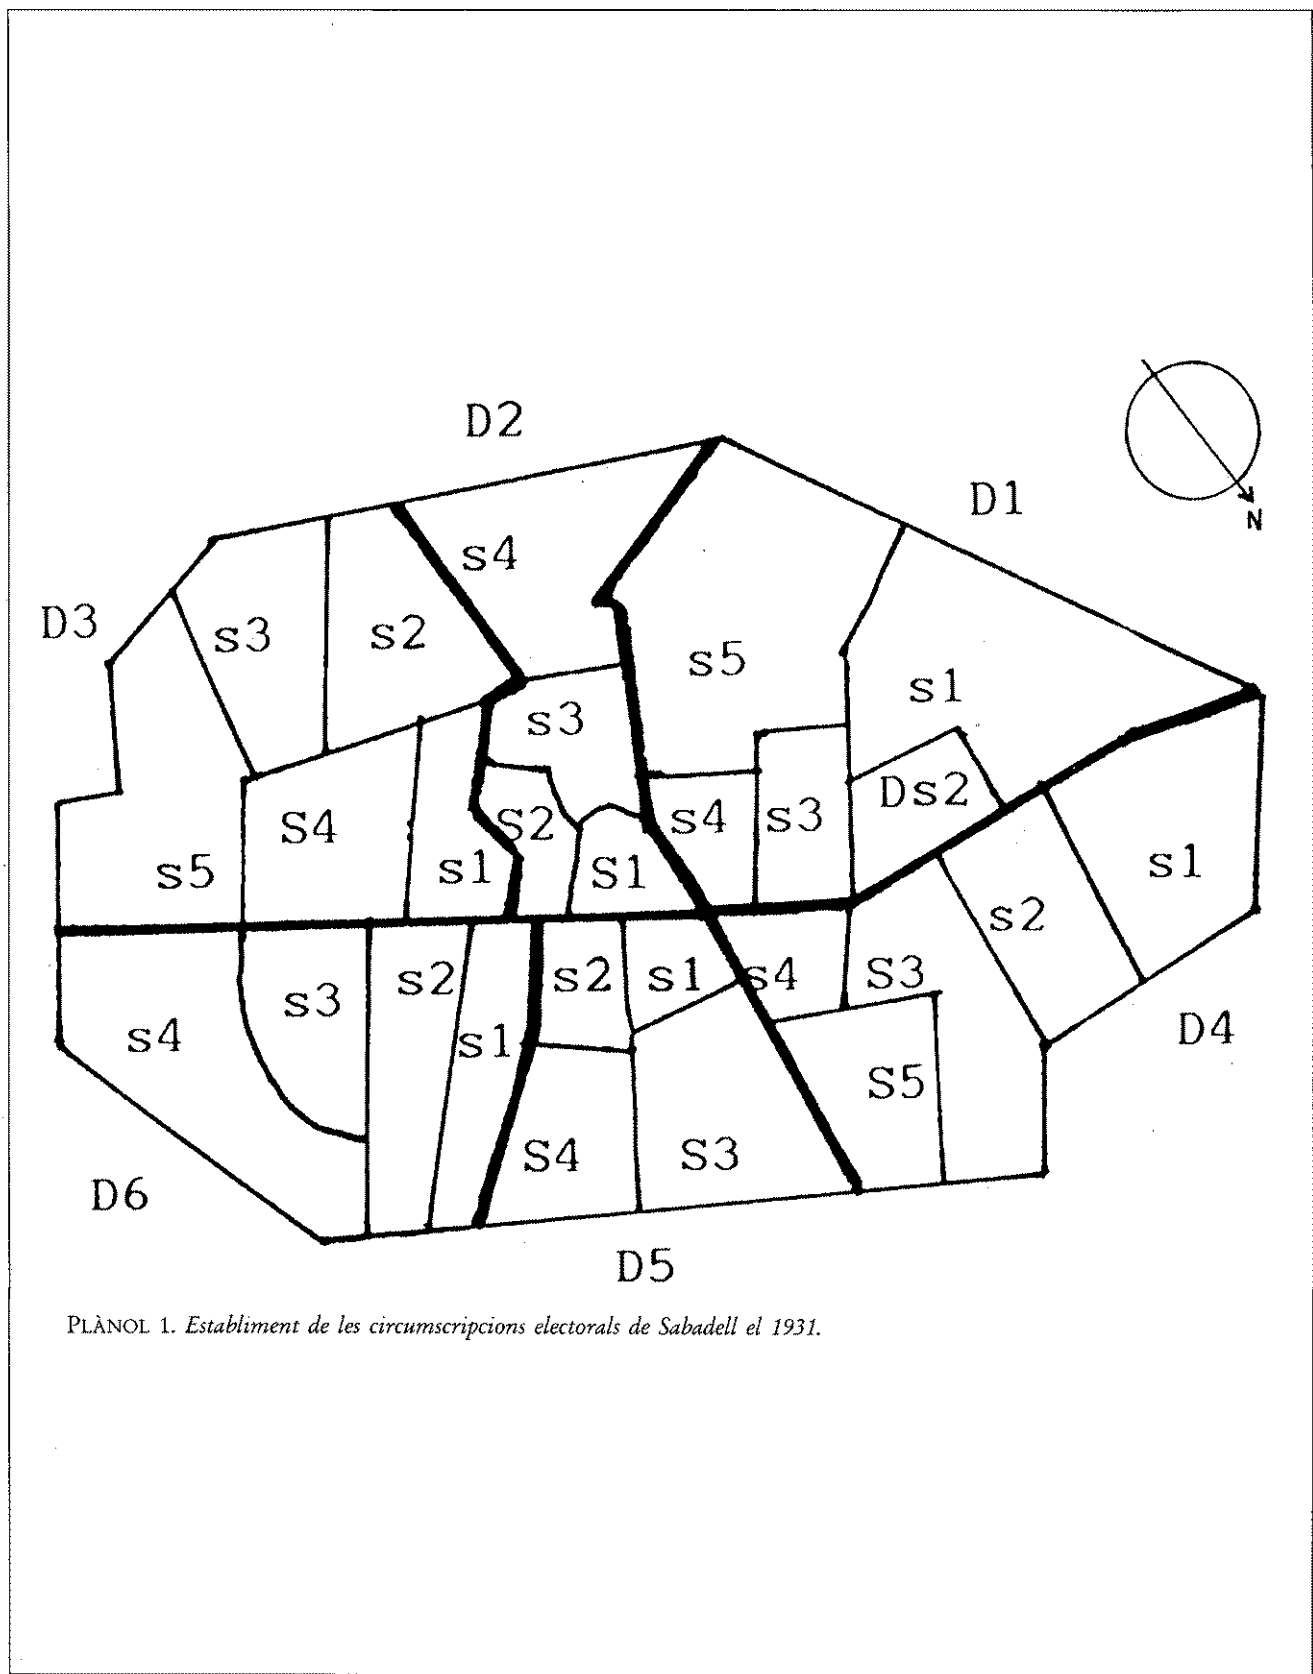 D2
D1
N
s4
D3
s3
s2
s5
s1
s3
Ds2
S4
S2
s4
s3
s1
s5
s1
S1
s2
s2
s2
s1
s4
S3
s3
s4
s1
D4
S5
S4
S3
D6
D5
PLÀNOL 1. Establiment de les circumscripcions electorals de Sabadell el 1931.